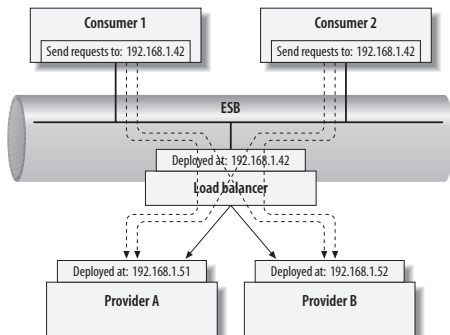 Consumer 1
Consumer 2
Send requests to: 192.168.1.42
Send requests to: 192.168.1.42
ESB
Deployed at: 192.168.1.42
Load balancer
Deployed at: 192.168.1.51
Deployed at: 192.168.1.52
Provider A
Provider B